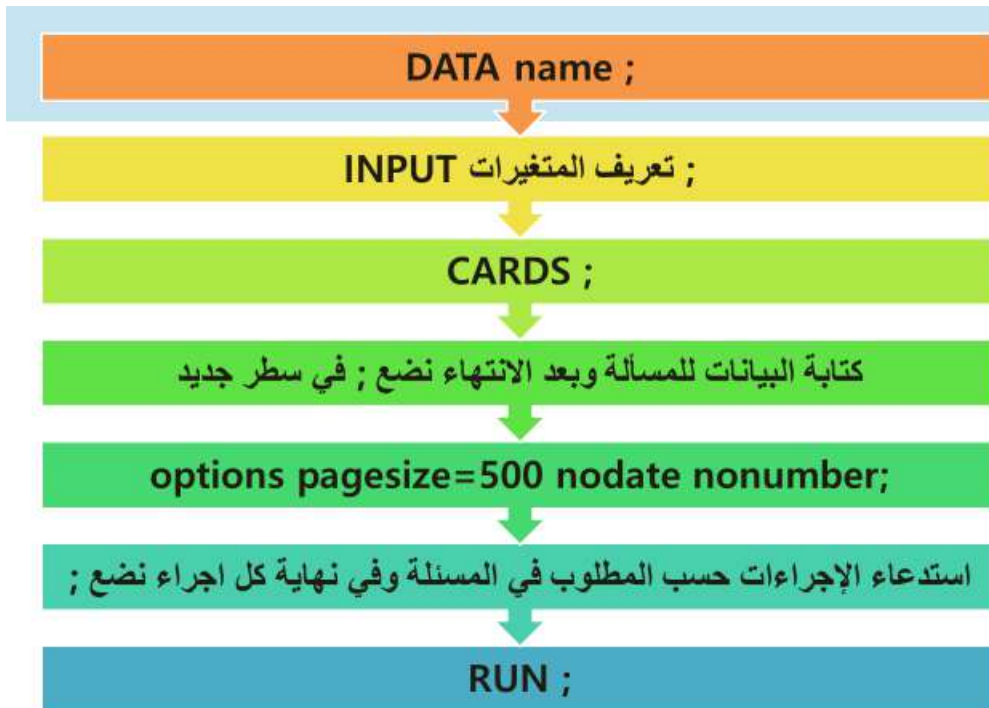 DATA name ;
INPUT تعريف المتغيرات ;
CARDS ;
كتابة البيانات للمسألة وبعد الانتهاء نضع ; في سطر جديد
options pagesize=500 nodate nonumber;
استدعاء الإجراءات حسب المطلوب في المسئلة وفي نهاية كل اجراء نضع ;
RUN ;